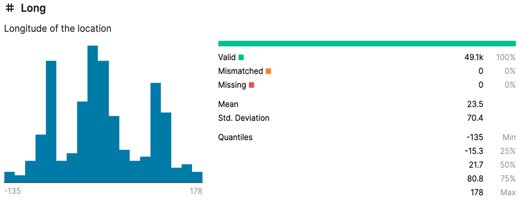 # Long
Longitude of the location
Valid 49.1k 100%
Mismatched 0 0%
Missing 0 0%
Mean 23.5
Std. Deviation 70.4
Quantiles -135 Min
-15.3 25%
21.7 50%
80.8 75%
178 Max
-135 178